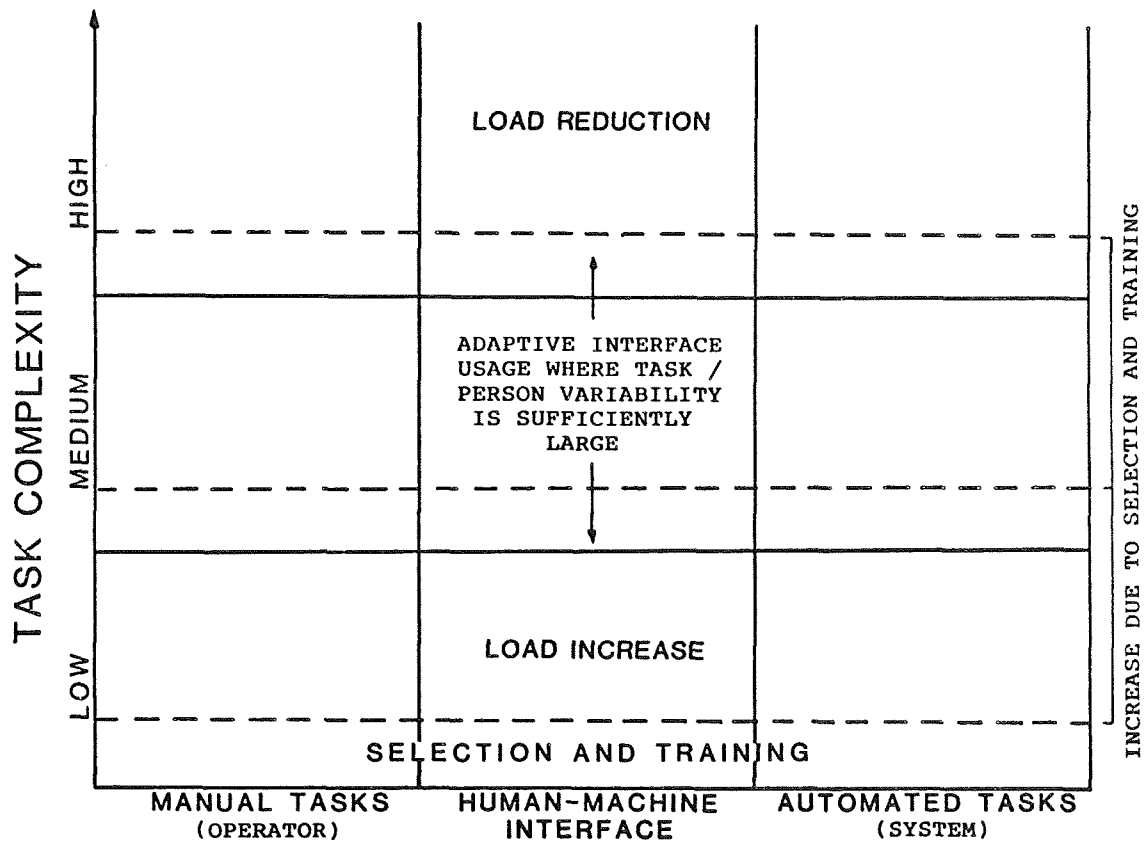 LOAD REDUCTION
HIGH
TASK COMPLEXITY
MEDIUM
ADAPTIVE INTERFACE
USAGE WHERE TASK /
PERSON VARIABILITY
IS SUFFICIENTLY
LARGE
LOAD INCREASE
LOW
SELECTION AND TRAINING
INCREASE DUE TO SELECTION AND TRAINING
MANUAL TASKS
(OPERATOR)
HUMAN-MACHINE
INTERFACE
AUTOMATED TASKS
(SYSTEM)